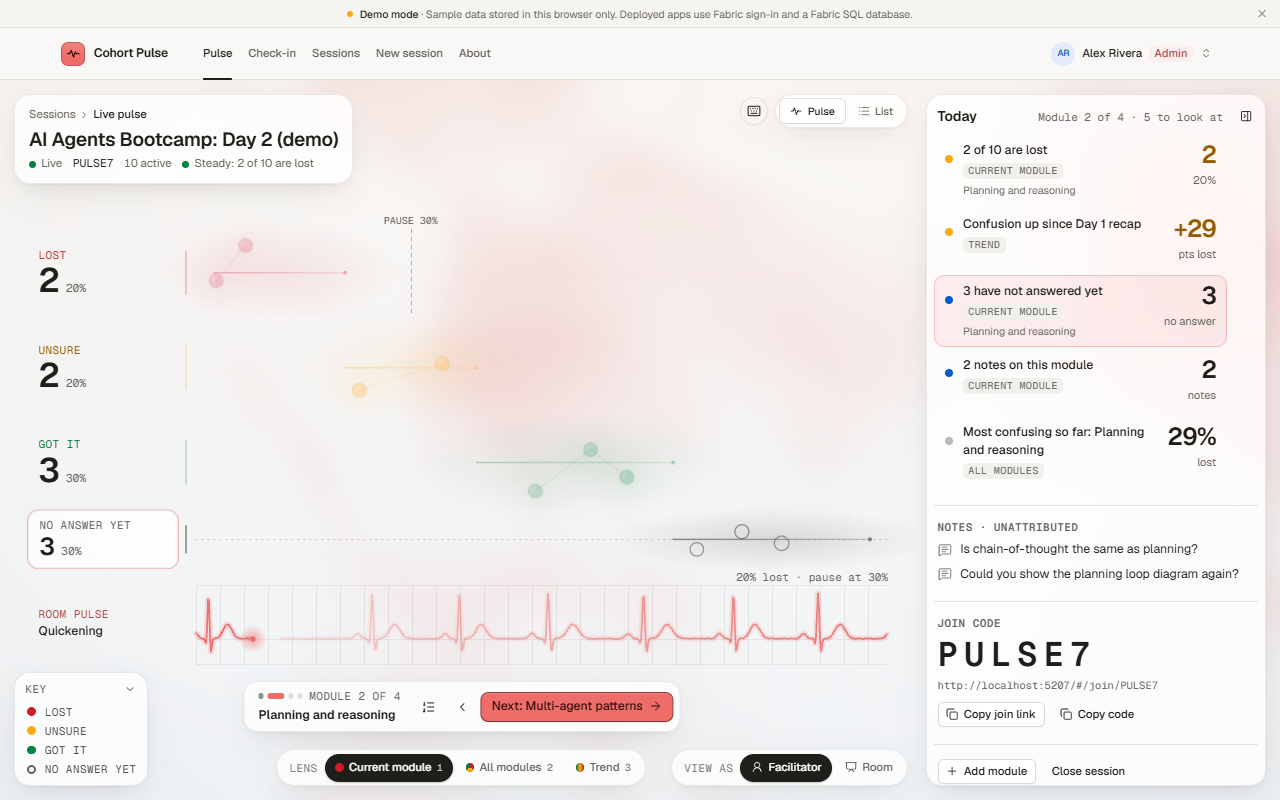 Demo mode · Sample data stored in this browser only. Deployed apps use Fabric sign-in and a Fabric SQL database.
Cohort Pulse
Pulse
Check-in
Sessions
New session
About
AR
Alex Rivera
Admin
Sessions › Live pulse
AI Agents Bootcamp: Day 2 (demo)
Live PULSE7 10 active Steady: 2 of 10 are lost
Pulse
List
PAUSE 30%
LOST
2 20%
UNSURE
2 20%
GOT IT
3 30%
NO ANSWER YET
3 30%
20% lost · pause at 30%
ROOM PULSE
Quickening
KEY
LOST
UNSURE
GOT IT
NO ANSWER YET
MODULE 2 OF 4
Planning and reasoning
Next: Multi-agent patterns
LENS
Current module 1
All modules 2
Trend 3
VIEW AS
Facilitator
Room
Today
Module 2 of 4 · 5 to look at
2 of 10 are lost
CURRENT MODULE
Planning and reasoning
2
20%
Confusion up since Day 1 recap
TREND
+29
pts lost
3 have not answered yet
CURRENT MODULE
Planning and reasoning
3
no answer
2 notes on this module
CURRENT MODULE
2
notes
Most confusing so far: Planning
and reasoning
ALL MODULES
29%
lost
NOTES · UNATTRIBUTED
Is chain-of-thought the same as planning?
Could you show the planning loop diagram again?
JOIN CODE
PULSE7
http://localhost:5207/#/join/PULSE7
Copy join link
Copy code
Add module
Close session